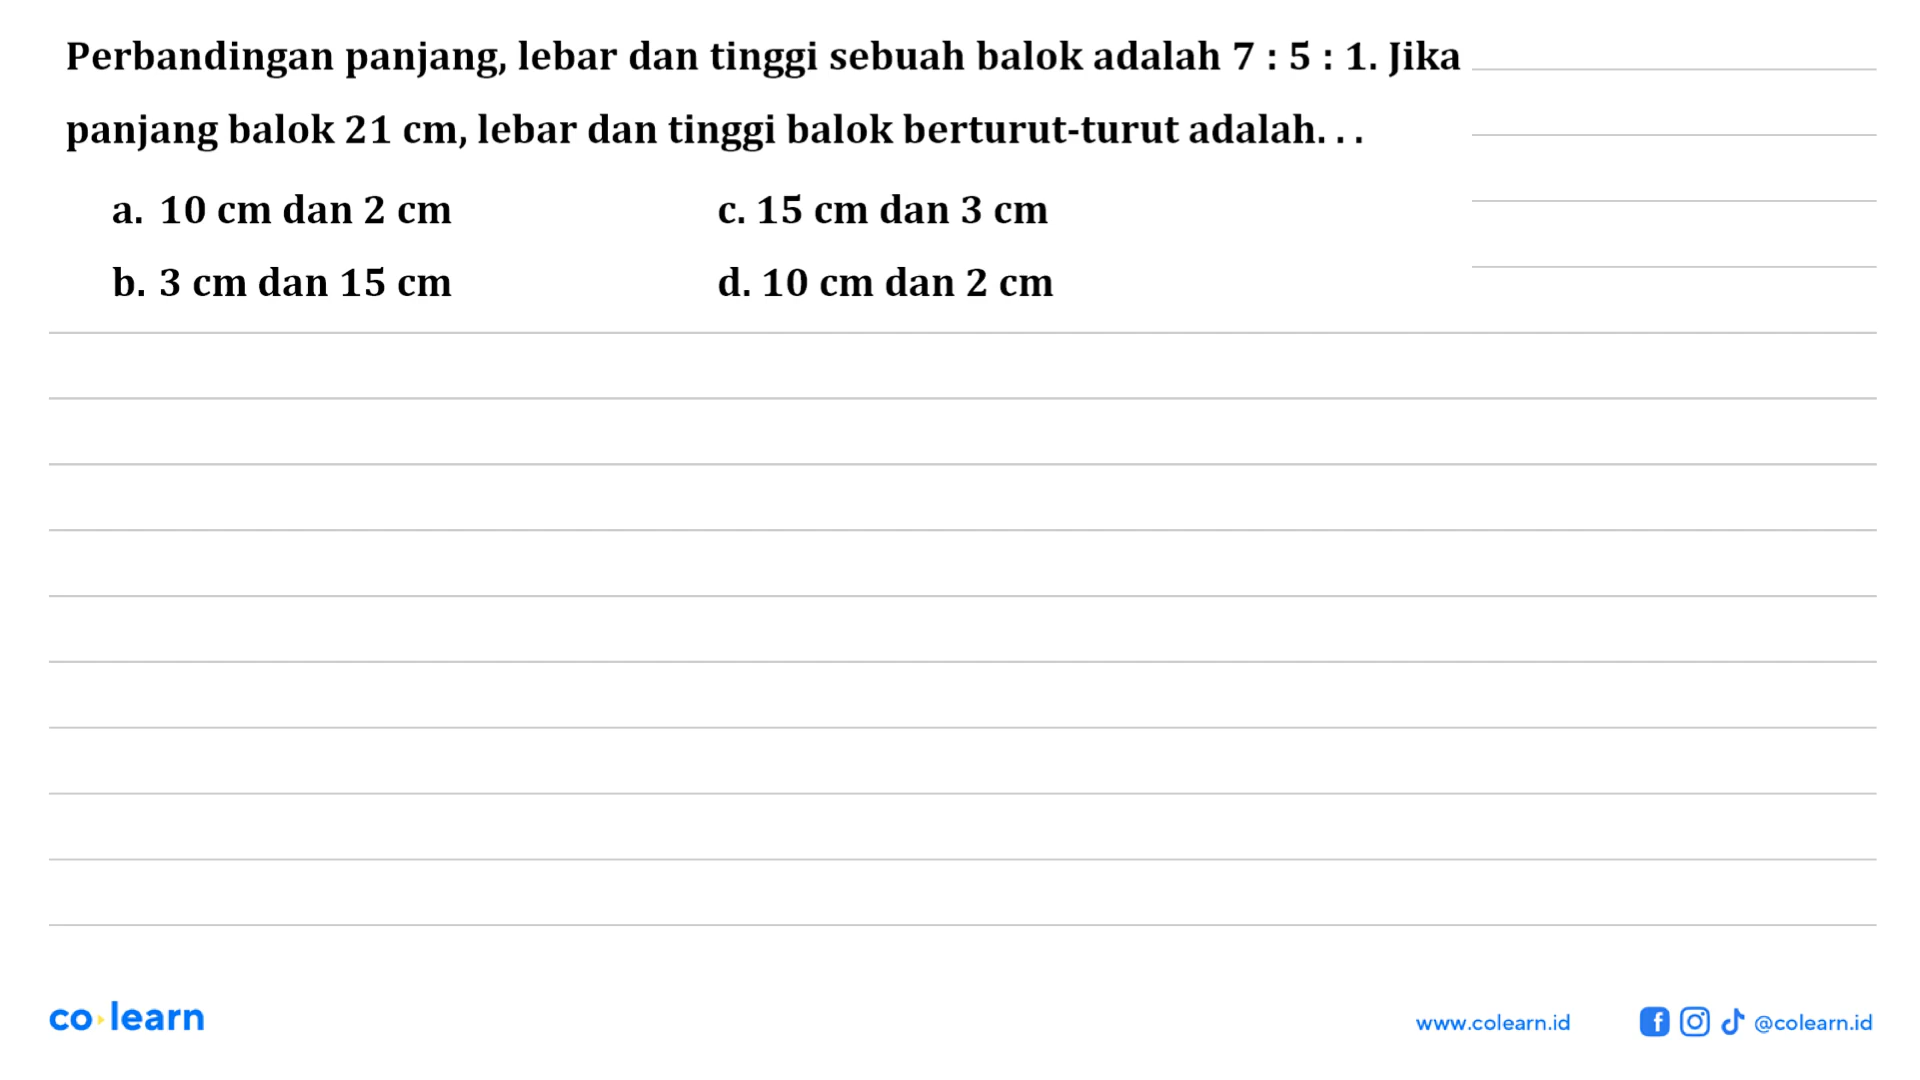 Perbandingan panjang, lebar dan tinggi sebuah balok adalah 7 : 5 : 1. Jika
panjang balok 21 cm, lebar dan tinggi balok berturut-turut adalah. . .
a. 10 cm dan 2 cm
c. 15 cm dan 3 cm
b. 3 cm dan 15 cm
d. 10 cm dan 2 cm
co learn
www.colearn.id
@colearn.id